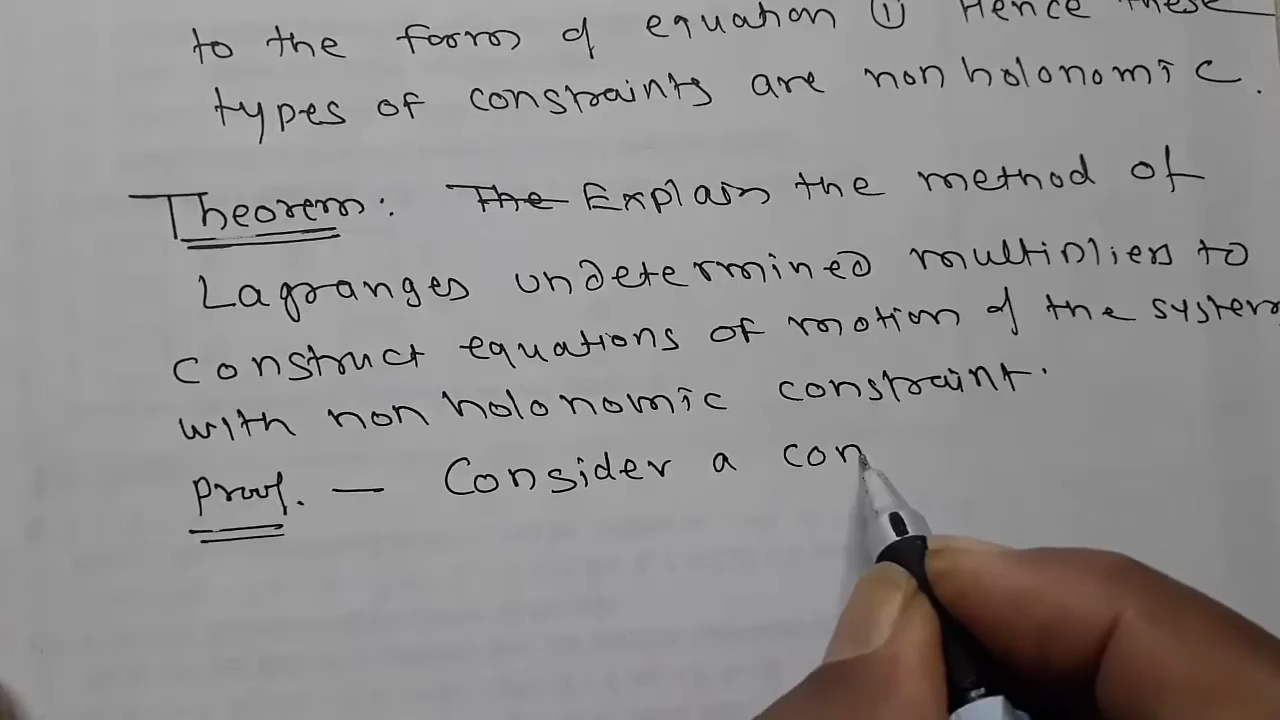 to the form of equation ① Hence these
types of constraints are non holonomic.
Theorem: The Explain the method of
Lagranges undetermined multipliers to
construct equations of motion of the system
with non holonomic constraint.
Proof. — Consider a con